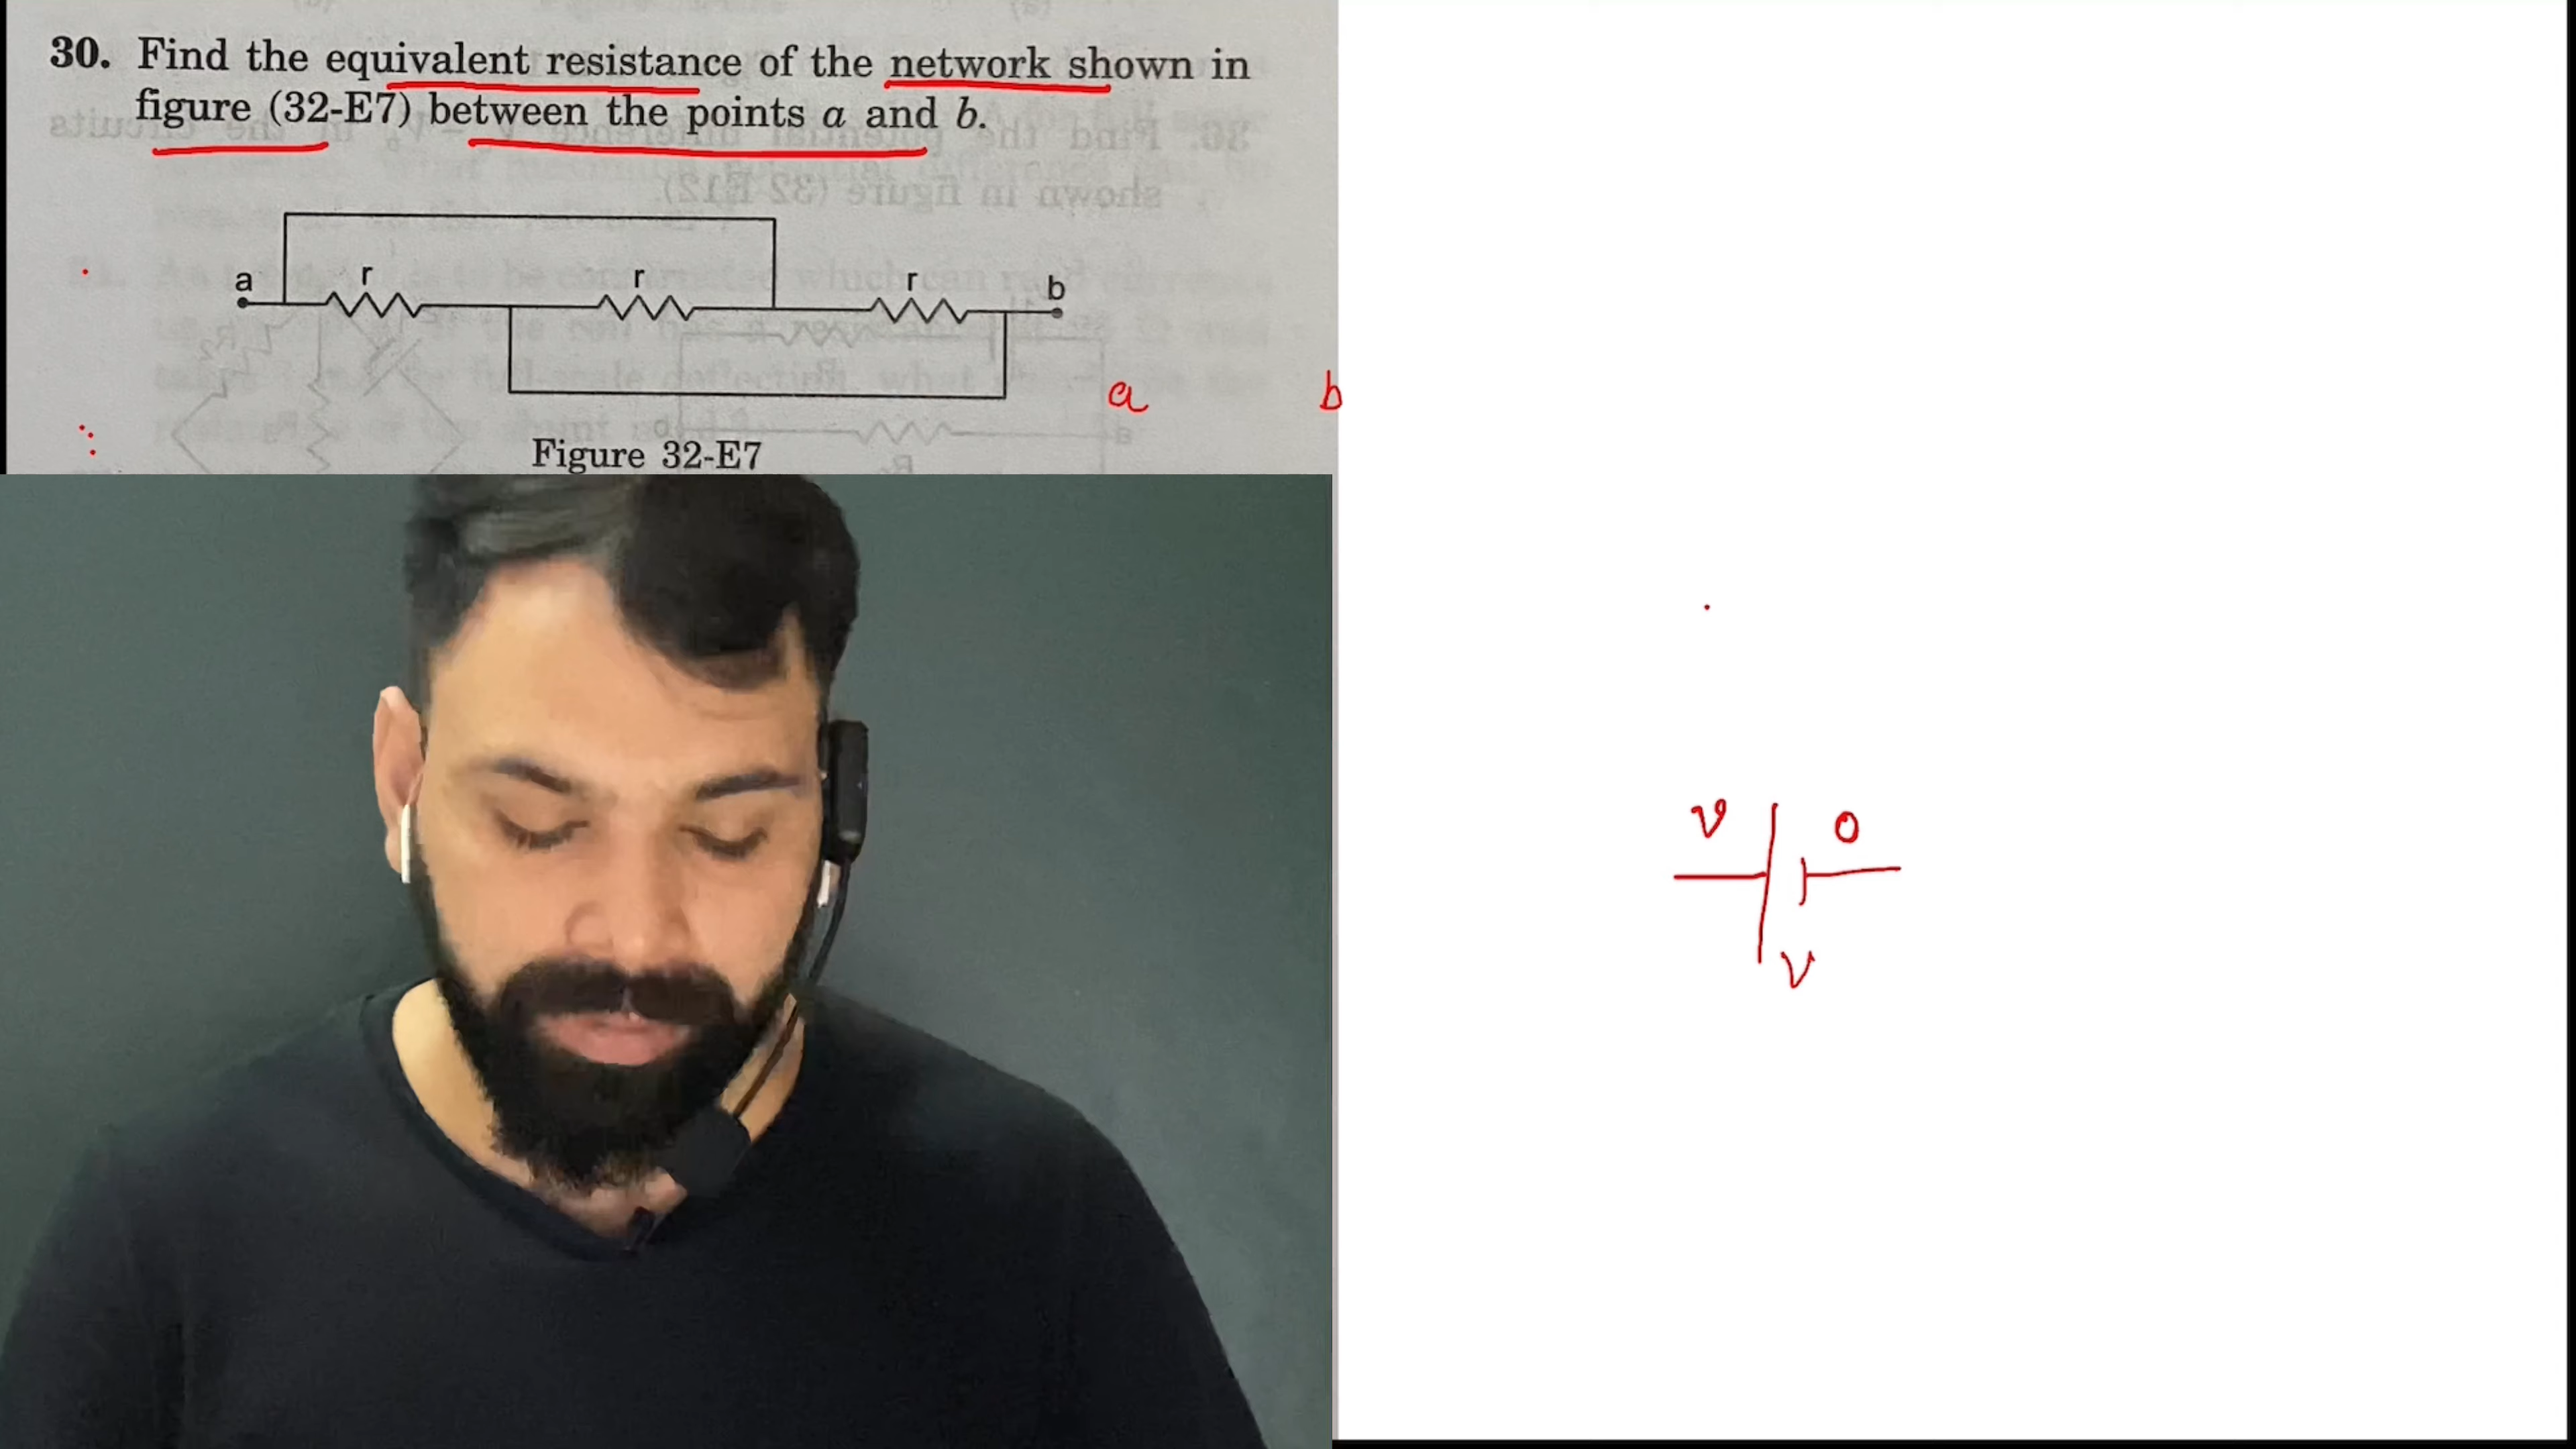 30. Find the equivalent resistance of the network shown in
figure (32-E7) between the points a and b.
a r r r b
a b
Figure 32-E7
V 0
V